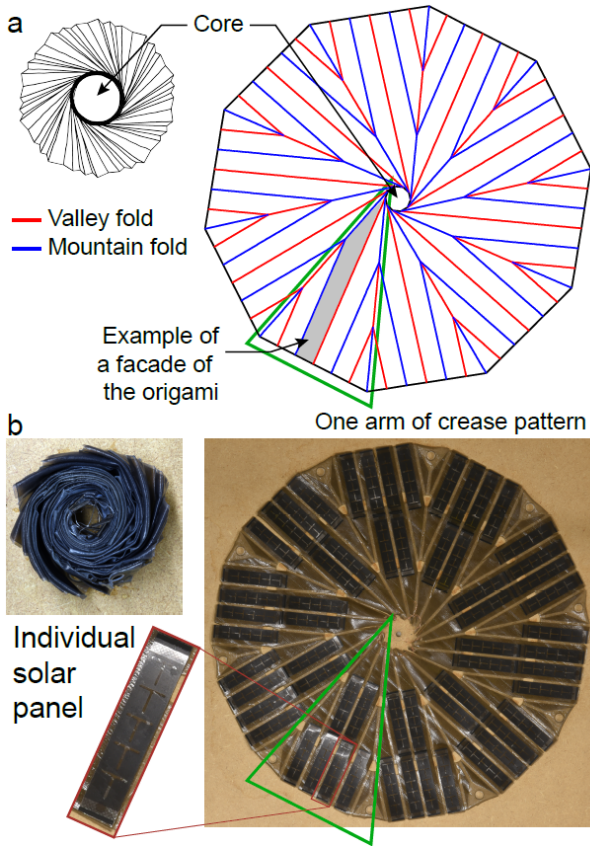 a
Core
Valley fold
Mountain fold
Example of
a facade of
the origami
One arm of crease pattern
b
Individual
solar
panel